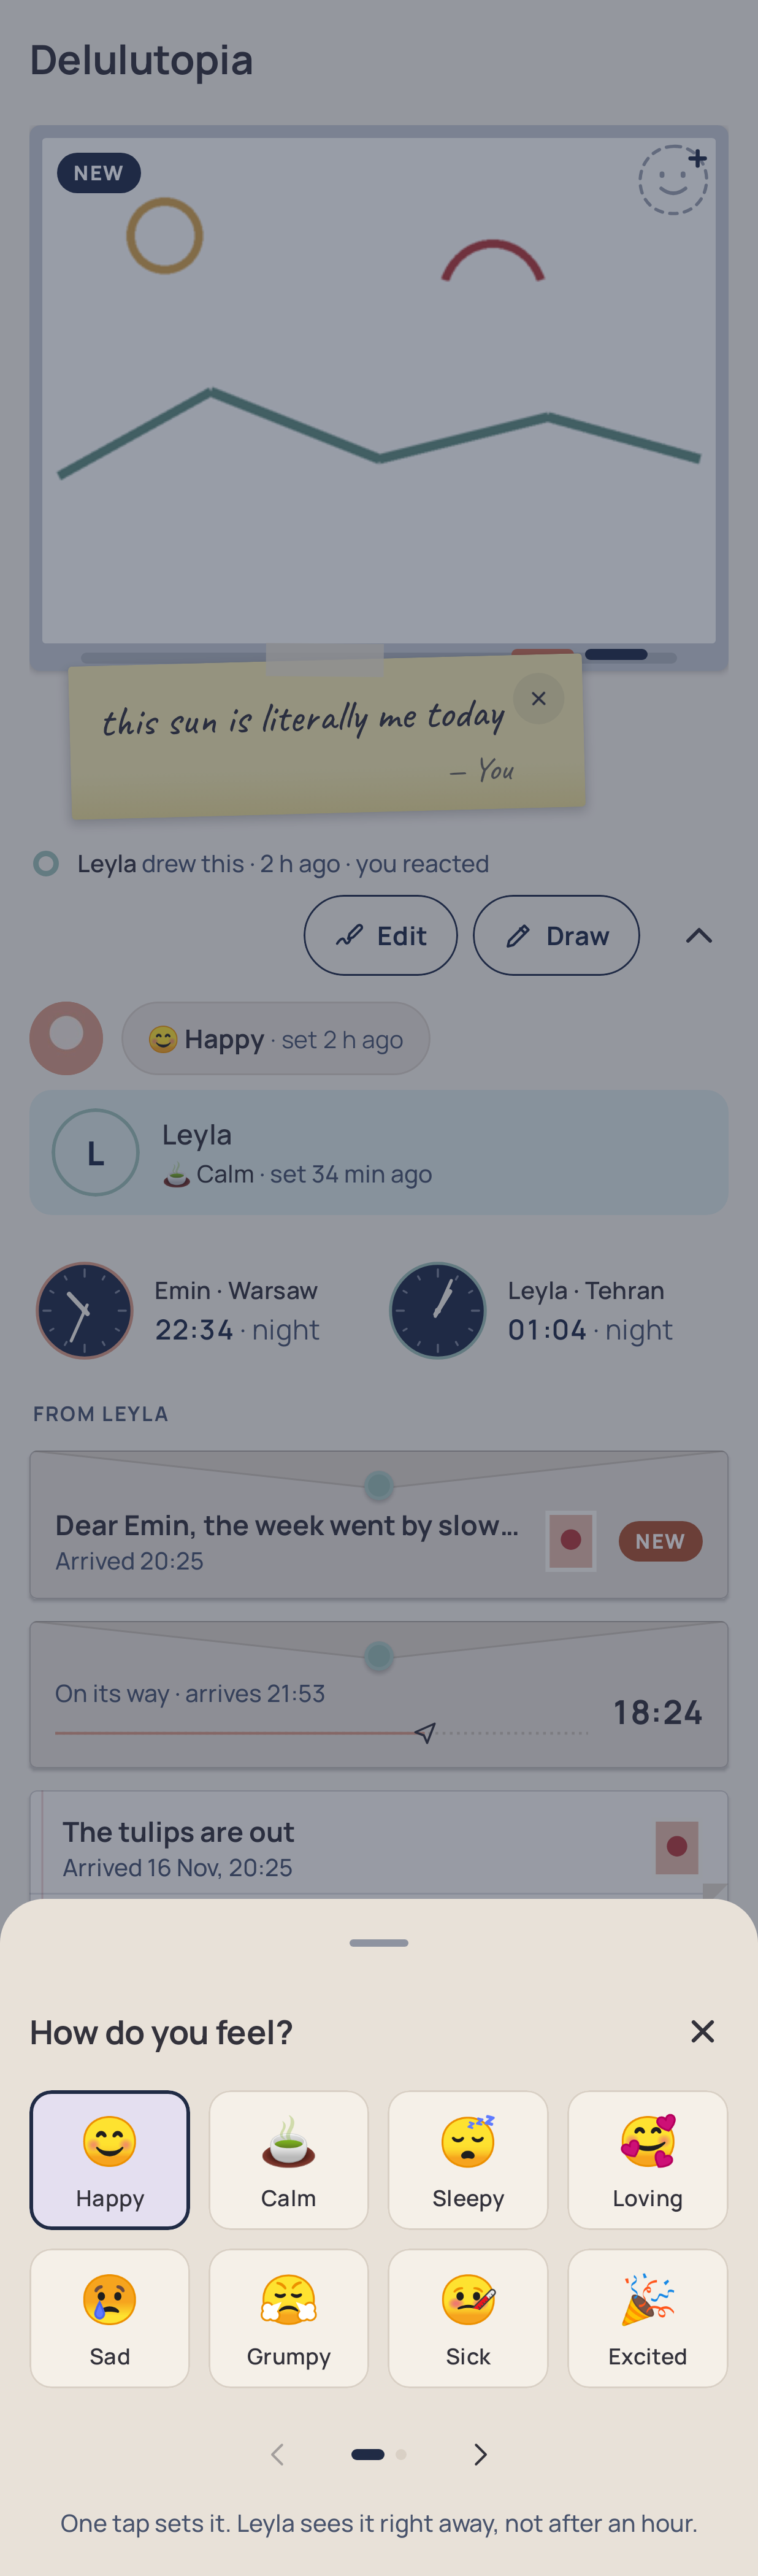 Delulutopia
NEW
this sun is literally me today
— You
Leyla drew this · 2 h ago · you reacted
Edit
Draw
😊 Happy · set 2 h ago
L
Leyla
🍵 Calm · set 34 min ago
Emin · Warsaw
22:34 · night
Leyla · Tehran
01:04 · night
FROM LEYLA
Dear Emin, the week went by slow...
Arrived 20:25
NEW
On its way · arrives 21:53
18:24
The tulips are out
Arrived 16 Nov, 20:25
How do you feel?
Happy
Calm
Sleepy
Loving
Sad
Grumpy
Sick
Excited
One tap sets it. Leyla sees it right away, not after an hour.